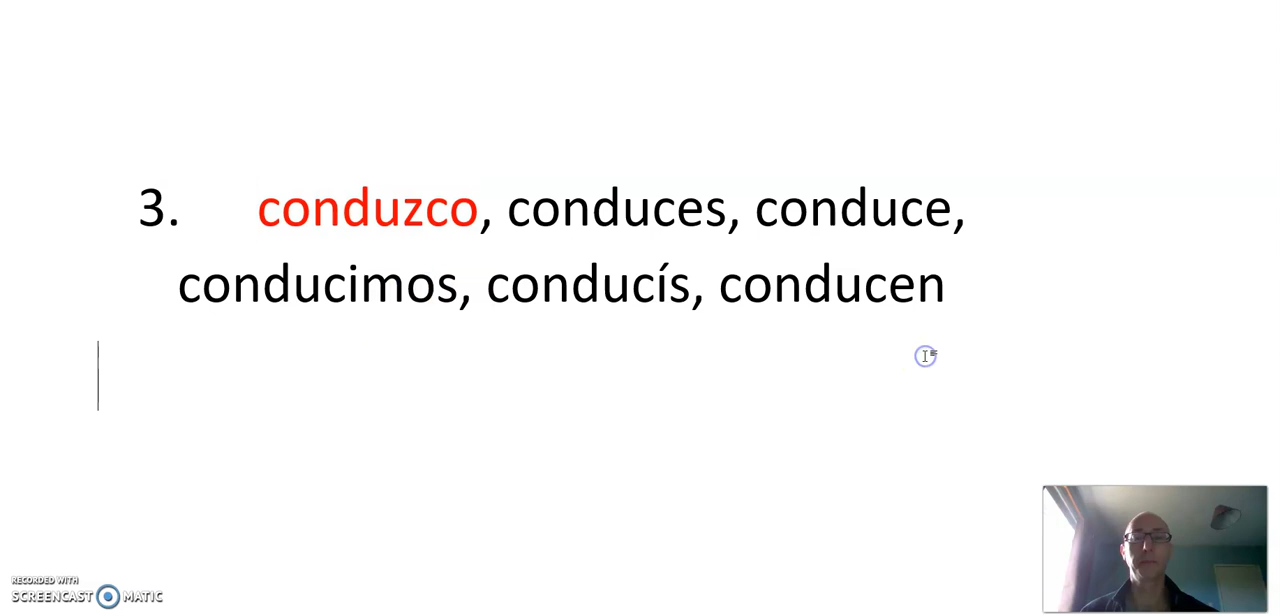 3. conduzco, conduces, conduce,
conducimos, conducís, conducen
RECORDED WITH
SCREENCAST MATIC